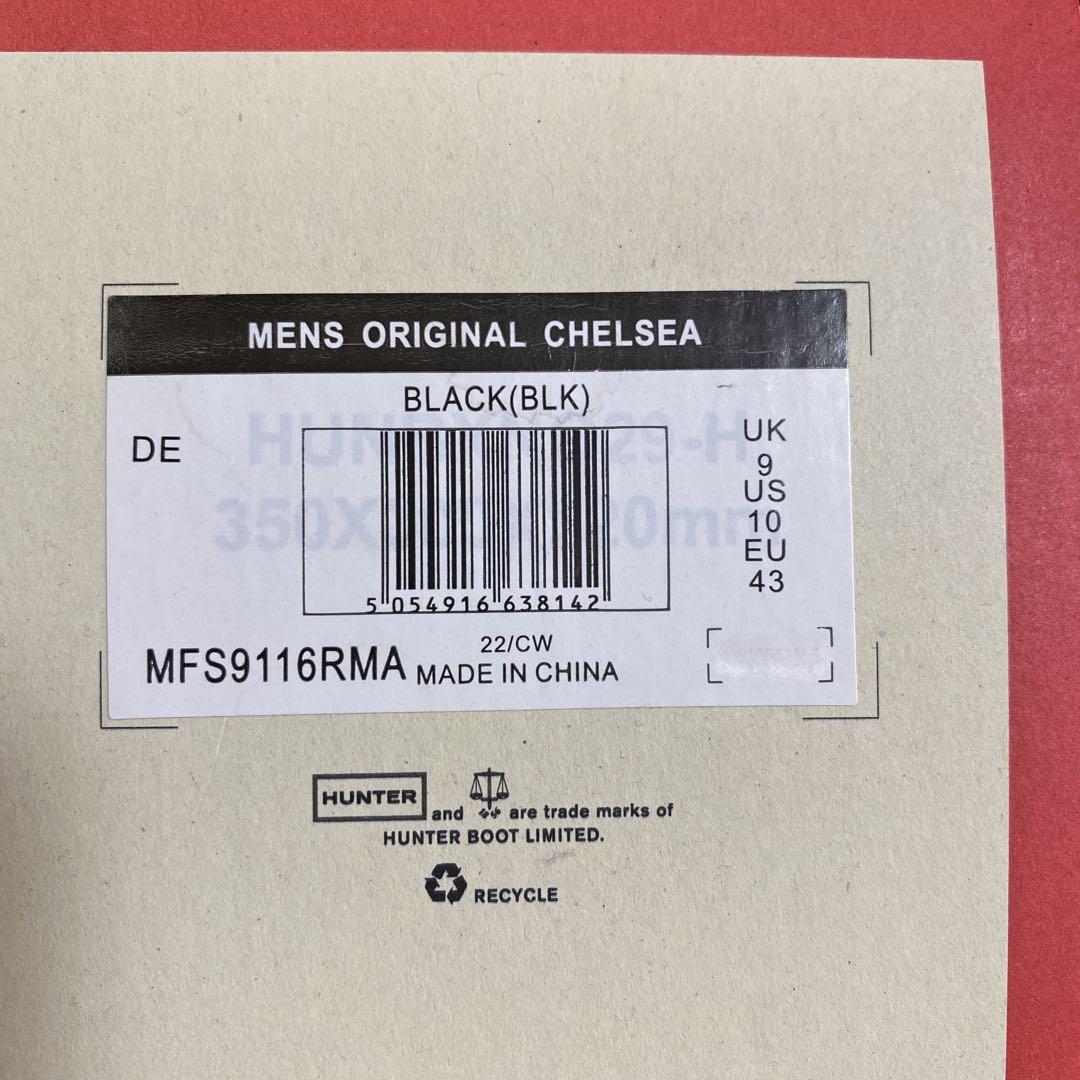 MENS ORIGINAL CHELSEA
BLACK(BLK)
DE
UK
9
US
10
EU
43
5 054916 638142
MFS9116RMA
22/CW
MADE IN CHINA
HUNTER and are trade marks of
HUNTER BOOT LIMITED.
RECYCLE